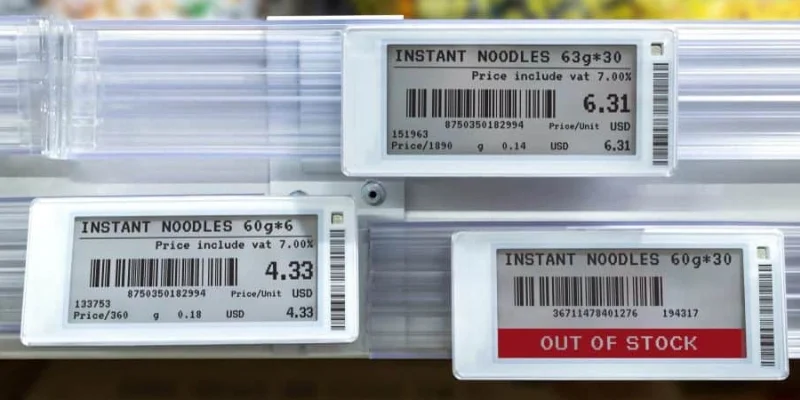 INSTANT NOODLES 63g*30
Price include vat 7.00%
6.31
8750350182994 Price/Unit USD
151963
Price/1890 g 0.14 USD 6.31
INSTANT NOODLES 60g*6
Price include vat 7.00%
4.33
8750350182994 Price/Unit USD
133753
Price/360 g 0.18 USD 4.33
INSTANT NOODLES 60g*30
36711478401276 194317
OUT OF STOCK